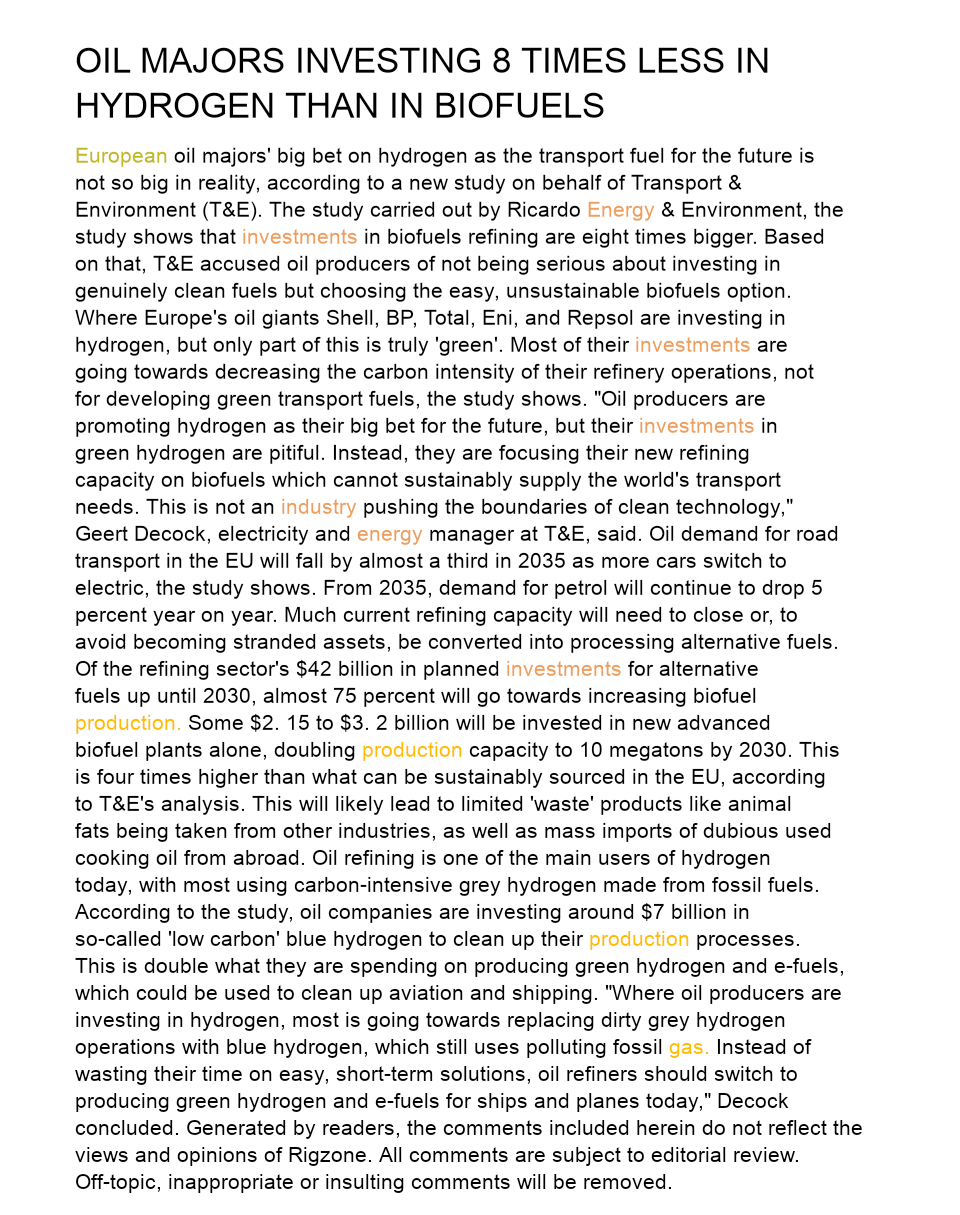 OIL MAJORS INVESTING 8 TIMES LESS IN
HYDROGEN THAN IN BIOFUELS
European oil majors' big bet on hydrogen as the transport fuel for the future is
not so big in reality, according to a new study on behalf of Transport &
Environment (T&E). The study carried out by Ricardo Energy & Environment, the
study shows that investments in biofuels refining are eight times bigger. Based
on that, T&E accused oil producers of not being serious about investing in
genuinely clean fuels but choosing the easy, unsustainable biofuels option.
Where Europe's oil giants Shell, BP, Total, Eni, and Repsol are investing in
hydrogen, but only part of this is truly 'green'. Most of their investments are
going towards decreasing the carbon intensity of their refinery operations, not
for developing green transport fuels, the study shows. "Oil producers are
promoting hydrogen as their big bet for the future, but their investments in
green hydrogen are pitiful. Instead, they are focusing their new refining
capacity on biofuels which cannot sustainably supply the world's transport
needs. This is not an industry pushing the boundaries of clean technology,"
Geert Decock, electricity and energy manager at T&E, said. Oil demand for road
transport in the EU will fall by almost a third in 2035 as more cars switch to
electric, the study shows. From 2035, demand for petrol will continue to drop 5
percent year on year. Much current refining capacity will need to close or, to
avoid becoming stranded assets, be converted into processing alternative fuels.
Of the refining sector's $42 billion in planned investments for alternative
fuels up until 2030, almost 75 percent will go towards increasing biofuel
production. Some $2. 15 to $3. 2 billion will be invested in new advanced
biofuel plants alone, doubling production capacity to 10 megatons by 2030. This
is four times higher than what can be sustainably sourced in the EU, according
to T&E's analysis. This will likely lead to limited 'waste' products like animal
fats being taken from other industries, as well as mass imports of dubious used
cooking oil from abroad. Oil refining is one of the main users of hydrogen
today, with most using carbon-intensive grey hydrogen made from fossil fuels.
According to the study, oil companies are investing around $7 billion in
so-called 'low carbon' blue hydrogen to clean up their production processes.
This is double what they are spending on producing green hydrogen and e-fuels,
which could be used to clean up aviation and shipping. "Where oil producers are
investing in hydrogen, most is going towards replacing dirty grey hydrogen
operations with blue hydrogen, which still uses polluting fossil gas. Instead of
wasting their time on easy, short-term solutions, oil refiners should switch to
producing green hydrogen and e-fuels for ships and planes today," Decock
concluded. Generated by readers, the comments included herein do not reflect the
views and opinions of Rigzone. All comments are subject to editorial review.
Off-topic, inappropriate or insulting comments will be removed.